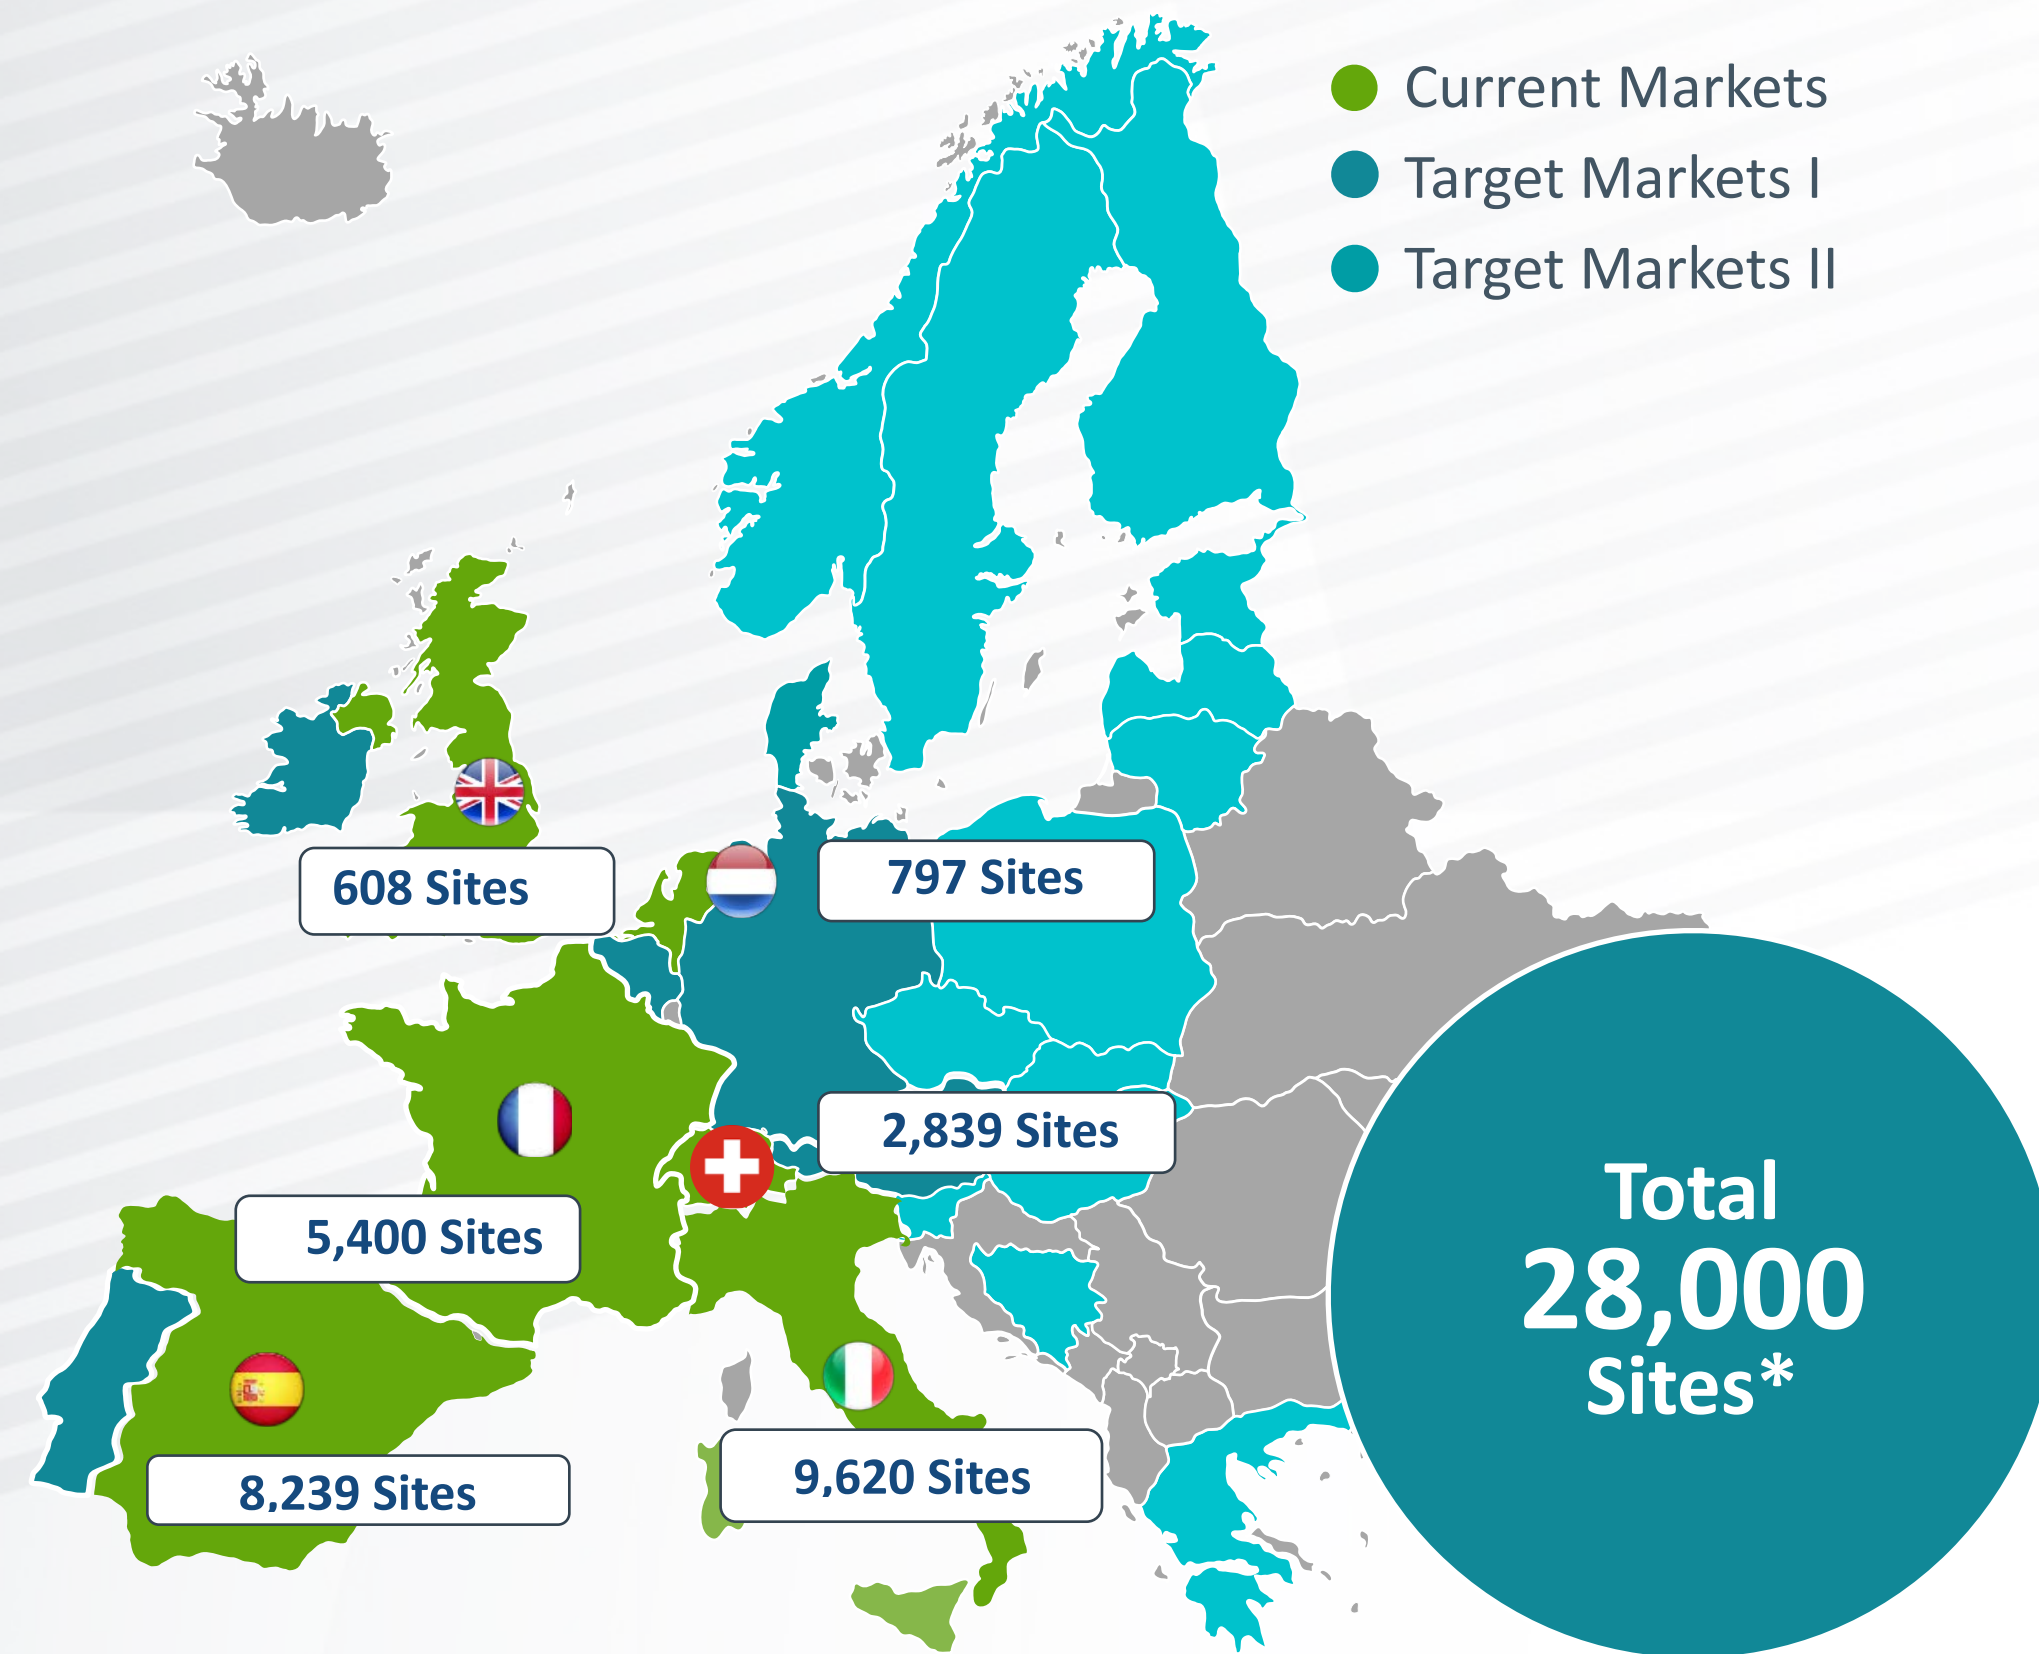 Current Markets
Target Markets I
Target Markets II
608 Sites
797 Sites
2,839 Sites
5,400 Sites
8,239 Sites
9,620 Sites
Total
28,000
Sites*